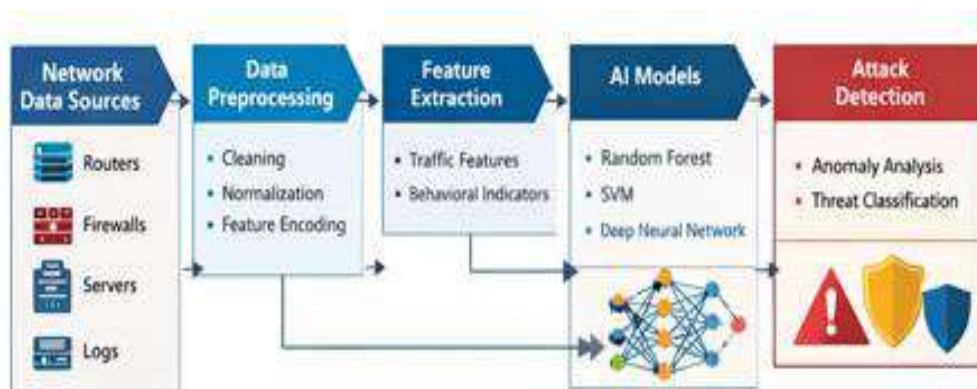 Network
Data Sources
Routers
Firewalls
Servers
Logs
Data
Preprocessing
• Cleaning
• Normalization
• Feature Encoding
Feature
Extraction
• Traffic Features
• Behavioral Indicators
AI Models
• Random Forest
• SVM
• Deep Neural Network
Attack
Detection
• Anomaly Analysis
• Threat Classification